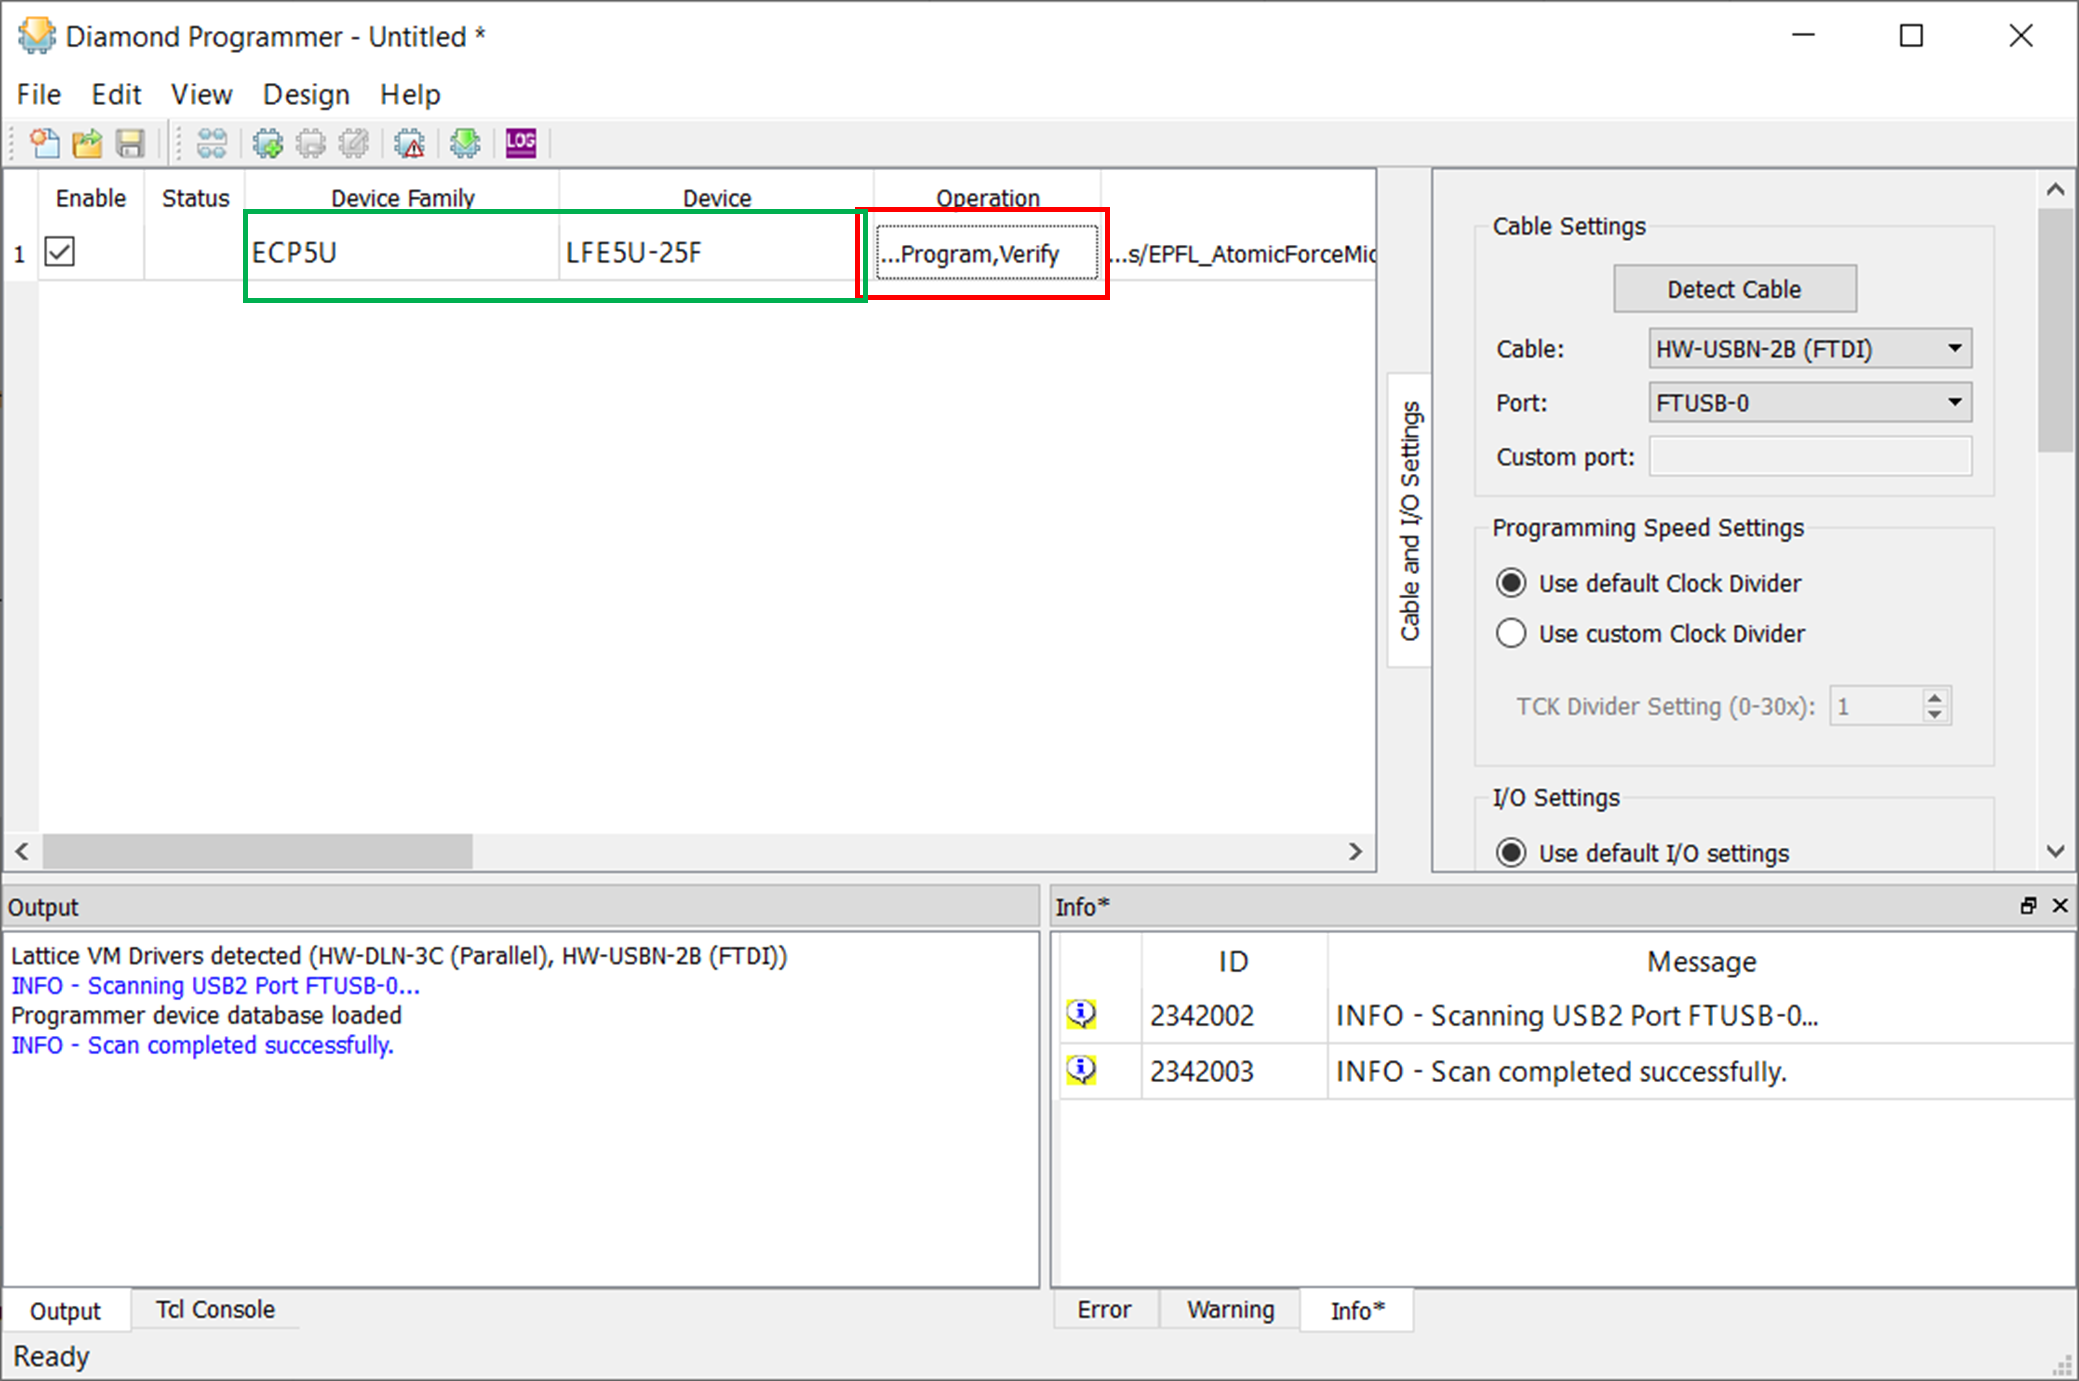 Diamond Programmer - Untitled *
File Edit View Design Help
LOG
Enable Status Device Family Device Operation
1 ECP5U LFE5U-25F ...Program,Verify ...s/EPFL_AtomicForceMic
Cable and I/O Settings
Cable Settings
Detect Cable
Cable: HW-USBN-2B (FTDI)
Port: FTUSB-0
Custom port:
Programming Speed Settings
Use default Clock Divider
Use custom Clock Divider
TCK Divider Setting (0-30x): 1
I/O Settings
Use default I/O settings
Output
Lattice VM Drivers detected (HW-DLN-3C (Parallel), HW-USBN-2B (FTDI))
INFO - Scanning USB2 Port FTUSB-0...
Programmer device database loaded
INFO - Scan completed successfully.
Output Tcl Console
Info*
ID Message
2342002 INFO - Scanning USB2 Port FTUSB-0...
2342003 INFO - Scan completed successfully.
Error Warning Info*
Ready